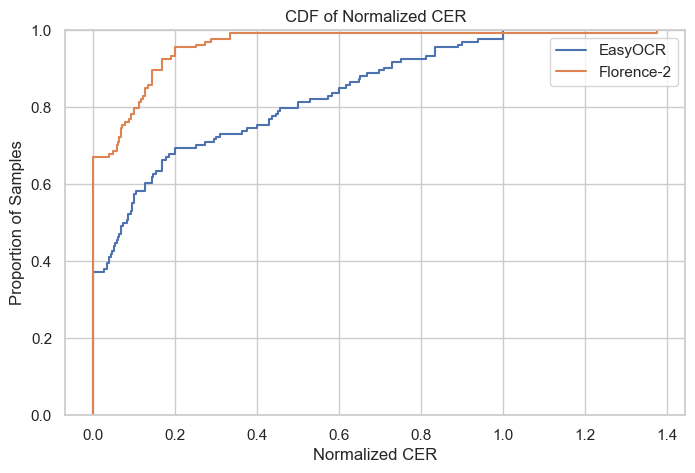 CDF of Normalized CER
EasyOCR
Florence-2
Proportion of Samples
1.0
0.8
0.6
0.4
0.2
0.0
0.0 0.2 0.4 0.6 0.8 1.0 1.2 1.4
Normalized CER